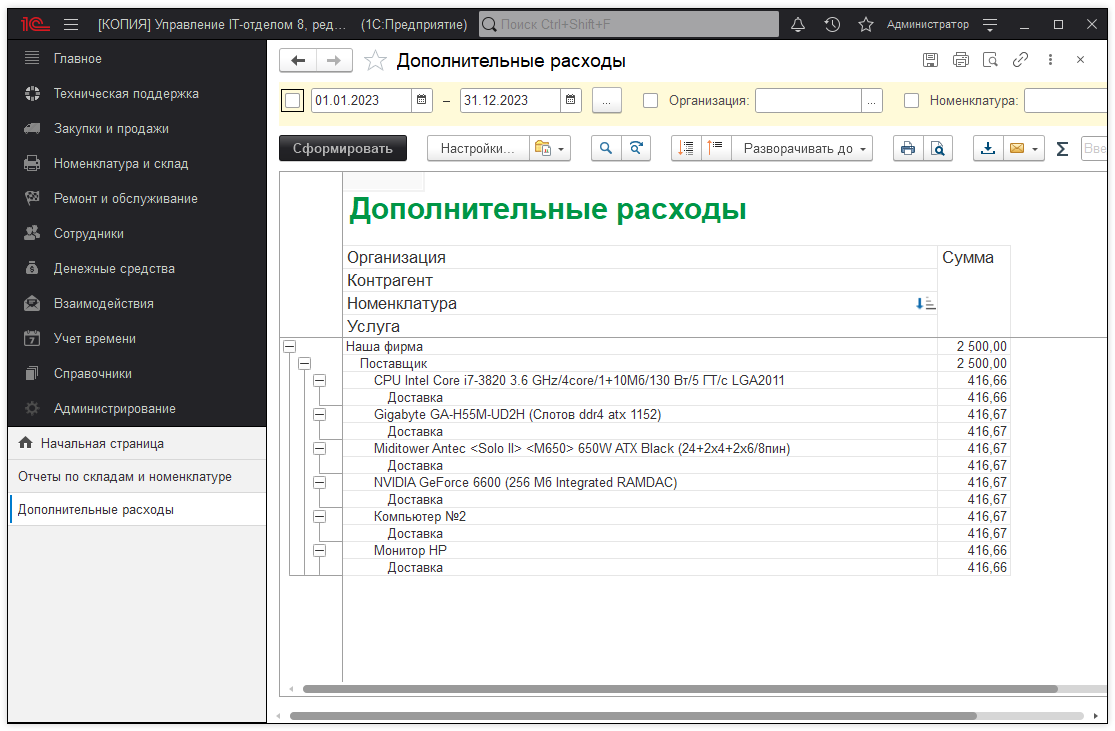 1С [КОПИЯ] Управление IT-отделом 8, ред... (1С:Предприятие) Поиск Ctrl+Shift+F Администратор
Главное
Техническая поддержка
Закупки и продажи
Номенклатура и склад
Ремонт и обслуживание
Сотрудники
Денежные средства
Взаимодействия
Учет времени
Справочники
Администрирование
Начальная страница
Отчеты по складам и номенклатуре
Дополнительные расходы
Дополнительные расходы
01.01.2023 – 31.12.2023 ... Организация: ... Номенклатура:
Сформировать Настройки... Разворачивать до Σ Вве
Дополнительные расходы
Организация Сумма
Контрагент
Номенклатура
Услуга
Наша фирма 2 500,00
Поставщик 2 500,00
CPU Intel Core i7-3820 3.6 GHz/4core/1+10Мб/130 Вт/5 ГТ/с LGA2011 416,66
Доставка 416,66
Gigabyte GA-H55M-UD2H (Слотов ddr4 atx 1152) 416,67
Доставка 416,67
Miditower Antec <Solo II> <M650> 650W ATX Black (24+2x4+2x6/8пин) 416,67
Доставка 416,67
NVIDIA GeForce 6600 (256 Мб Integrated RAMDAC) 416,67
Доставка 416,67
Компьютер №2 416,67
Доставка 416,67
Монитор HP 416,66
Доставка 416,66